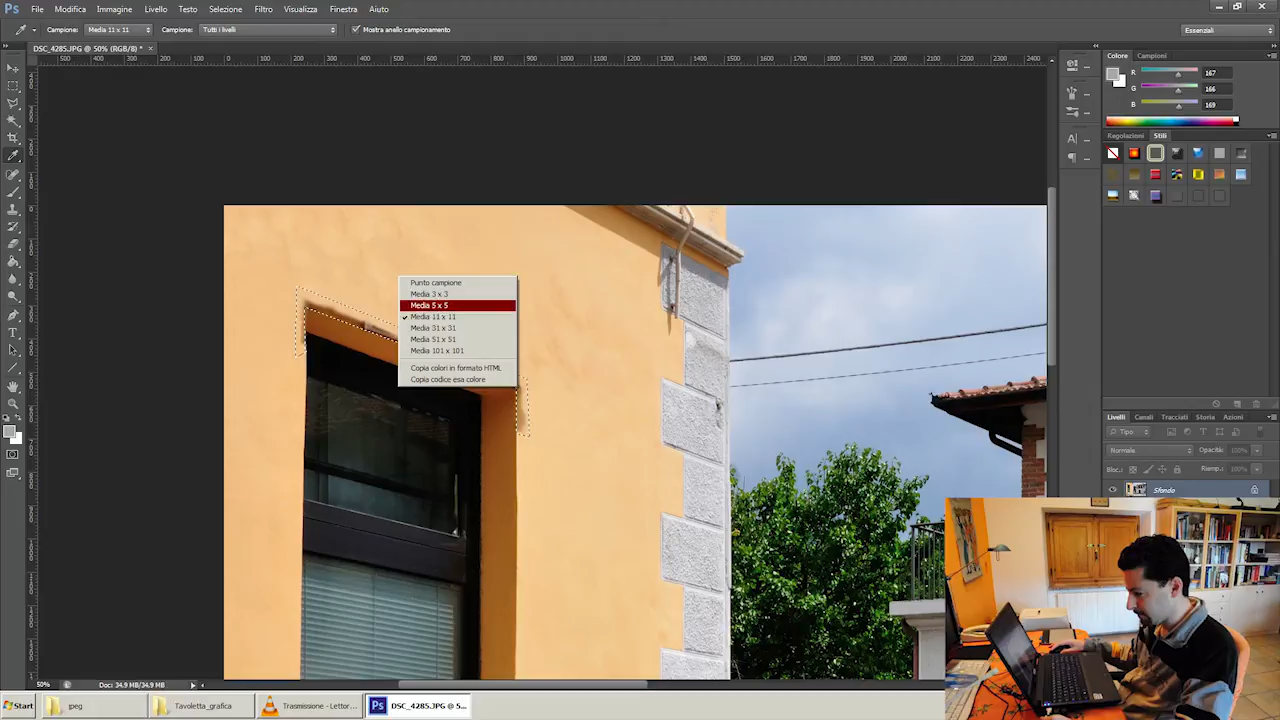 Ps File Modifica Immagine Livello Testo Selezione Filtro Visualizza Finestra Aiuto
Campione: Media 11 x 11 Campione: Tutti i livelli Mostra anello campionamento Essenziali
DSC_4285.JPG @ 50% (RGB/8) *
Colore Campioni
R 167
G 166
B 169
Regolazioni Stili
Punto campione
Media 3 x 3
Media 5 x 5
Media 11 x 11
Media 31 x 31
Media 51 x 51
Media 101 x 101
Copia colori in formato HTML
Copia codice esa colore
Livelli Canali Tracciati Storia Azioni
Tipo
Normale Opacità: 100%
Bloc.: Riemp.: 100%
Sfondo
50% Doc: 34.9 MB/34.9 MB
Start jpeg Tavoletta_grafica Trasmissione - Lettor... Ps DSC_4285.JPG @ 5...